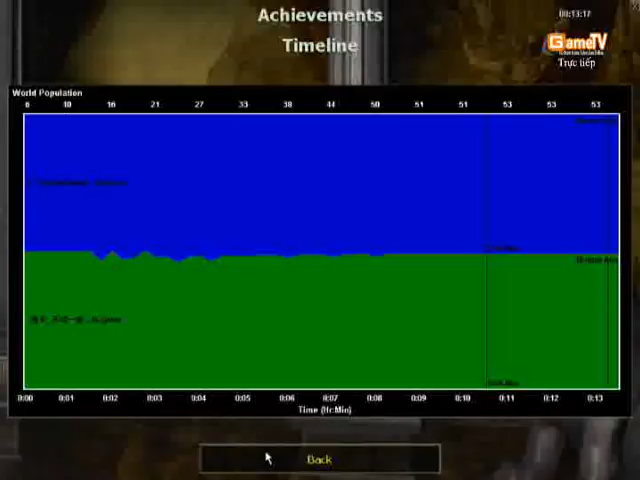 Achievements
00:13:17
Timeline
GameTV
Trực tiếp
World Population
6 10 16 21 27 33 38 44 50 51 51 53 53 53
0:00 0:01 0:02 0:03 0:04 0:05 0:06 0:07 0:08 0:09 0:10 0:11 0:12 0:13
Time (Hr:Min)
Back